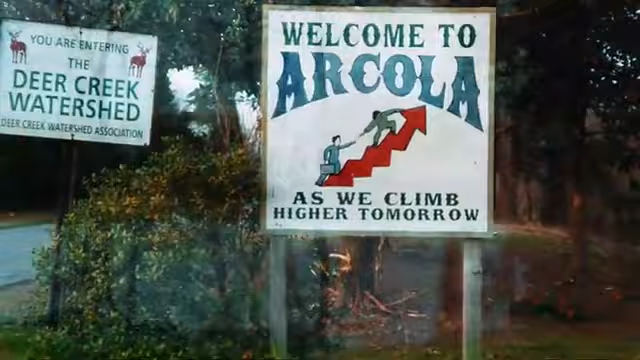 YOU ARE ENTERING
THE
DEER CREEK
WATERSHED
DEER CREEK WATERSHED ASSOCIATION
WELCOME TO
ARCOLA
AS WE CLIMB
HIGHER TOMORROW